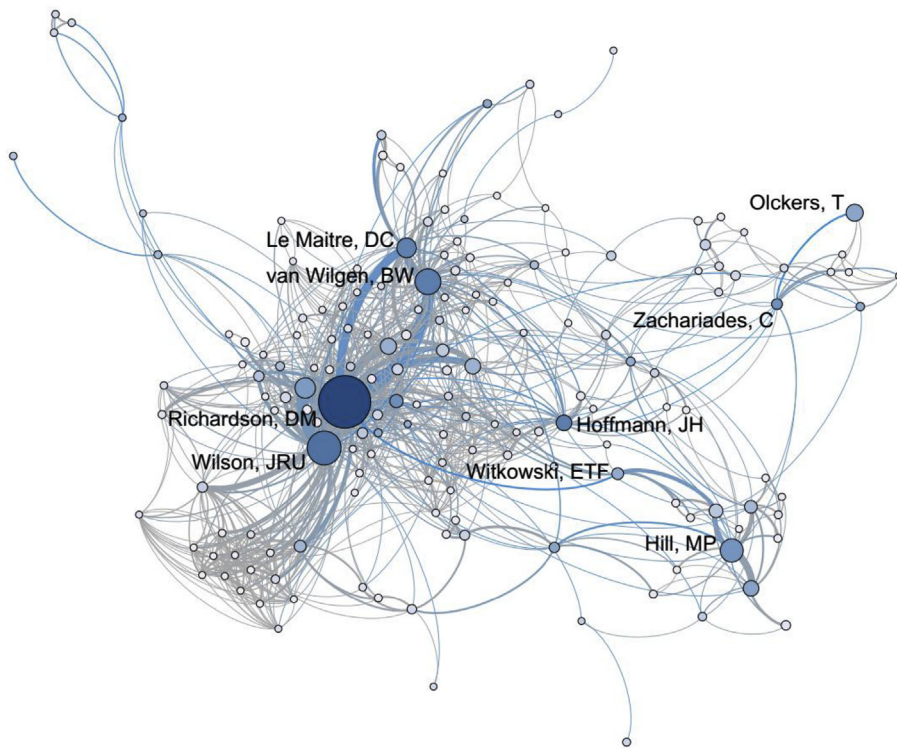 Olckers, T
Le Maitre, DC
van Wilgen, BW
Zachariades, C
Richardson, DM
Hoffmann, JH
Wilson, JRU
Witkowski, ETF
Hill, MP